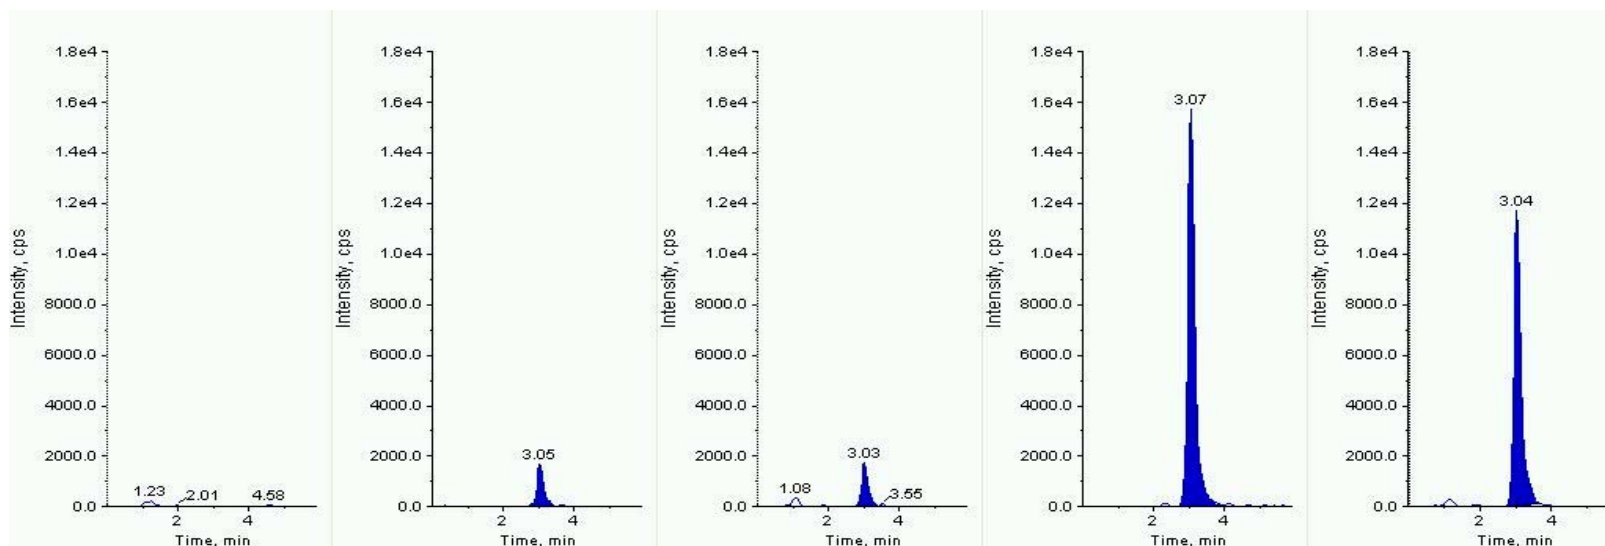 1.8e4
1.6e4
1.4e4
1.2e4
1.0e4
8000.0
6000.0
4000.0
2000.0
0.0
Intensity, cps
1.23
2.01
4.58
2
4
Time, min
1.8e4
1.6e4
1.4e4
1.2e4
1.0e4
8000.0
6000.0
4000.0
2000.0
0.0
Intensity, cps
3.05
2
4
Time, min
1.8e4
1.6e4
1.4e4
1.2e4
1.0e4
8000.0
6000.0
4000.0
2000.0
0.0
Intensity, cps
1.08
3.03
3.55
2
4
Time, min
1.8e4
1.6e4
1.4e4
1.2e4
1.0e4
8000.0
6000.0
4000.0
2000.0
0.0
Intensity, cps
3.07
2
4
Time, min
1.8e4
1.6e4
1.4e4
1.2e4
1.0e4
8000.0
6000.0
4000.0
2000.0
0.0
Intensity, cps
3.04
2
4
Time, min